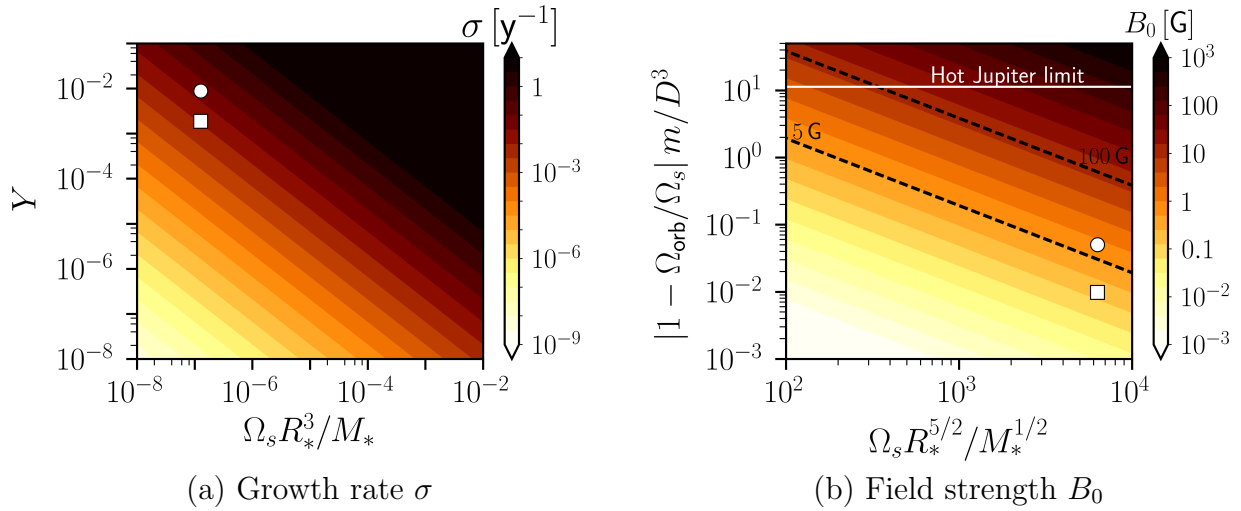 σ [y⁻¹]
Y
10⁻²
10⁻⁴
10⁻⁶
10⁻⁸
10⁻⁸
10⁻⁶
10⁻⁴
10⁻²
Ω_s R_*^3/M_*
1
10⁻³
10⁻⁶
10⁻⁹
(a) Growth rate σ
B₀ [G]
|1 − Ω_orb/Ω_s| m/D³
10¹
10⁰
10⁻¹
10⁻²
10⁻³
Hot Jupiter limit
5 G
100 G
10²
10³
10⁴
Ω_s R_*^{5/2}/M_*^{1/2}
10³
100
10
1
0.1
10⁻²
10⁻³
(b) Field strength B₀